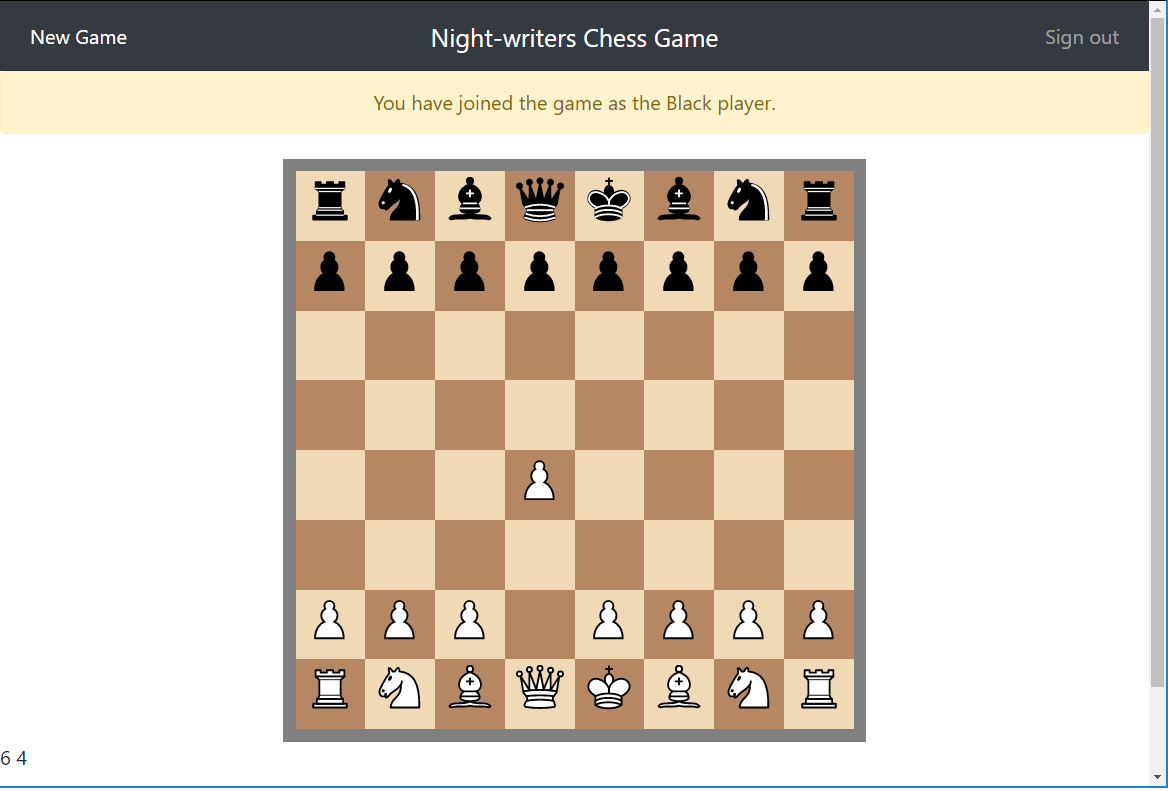 New Game
Night-writers Chess Game
Sign out
You have joined the game as the Black player.
6 4